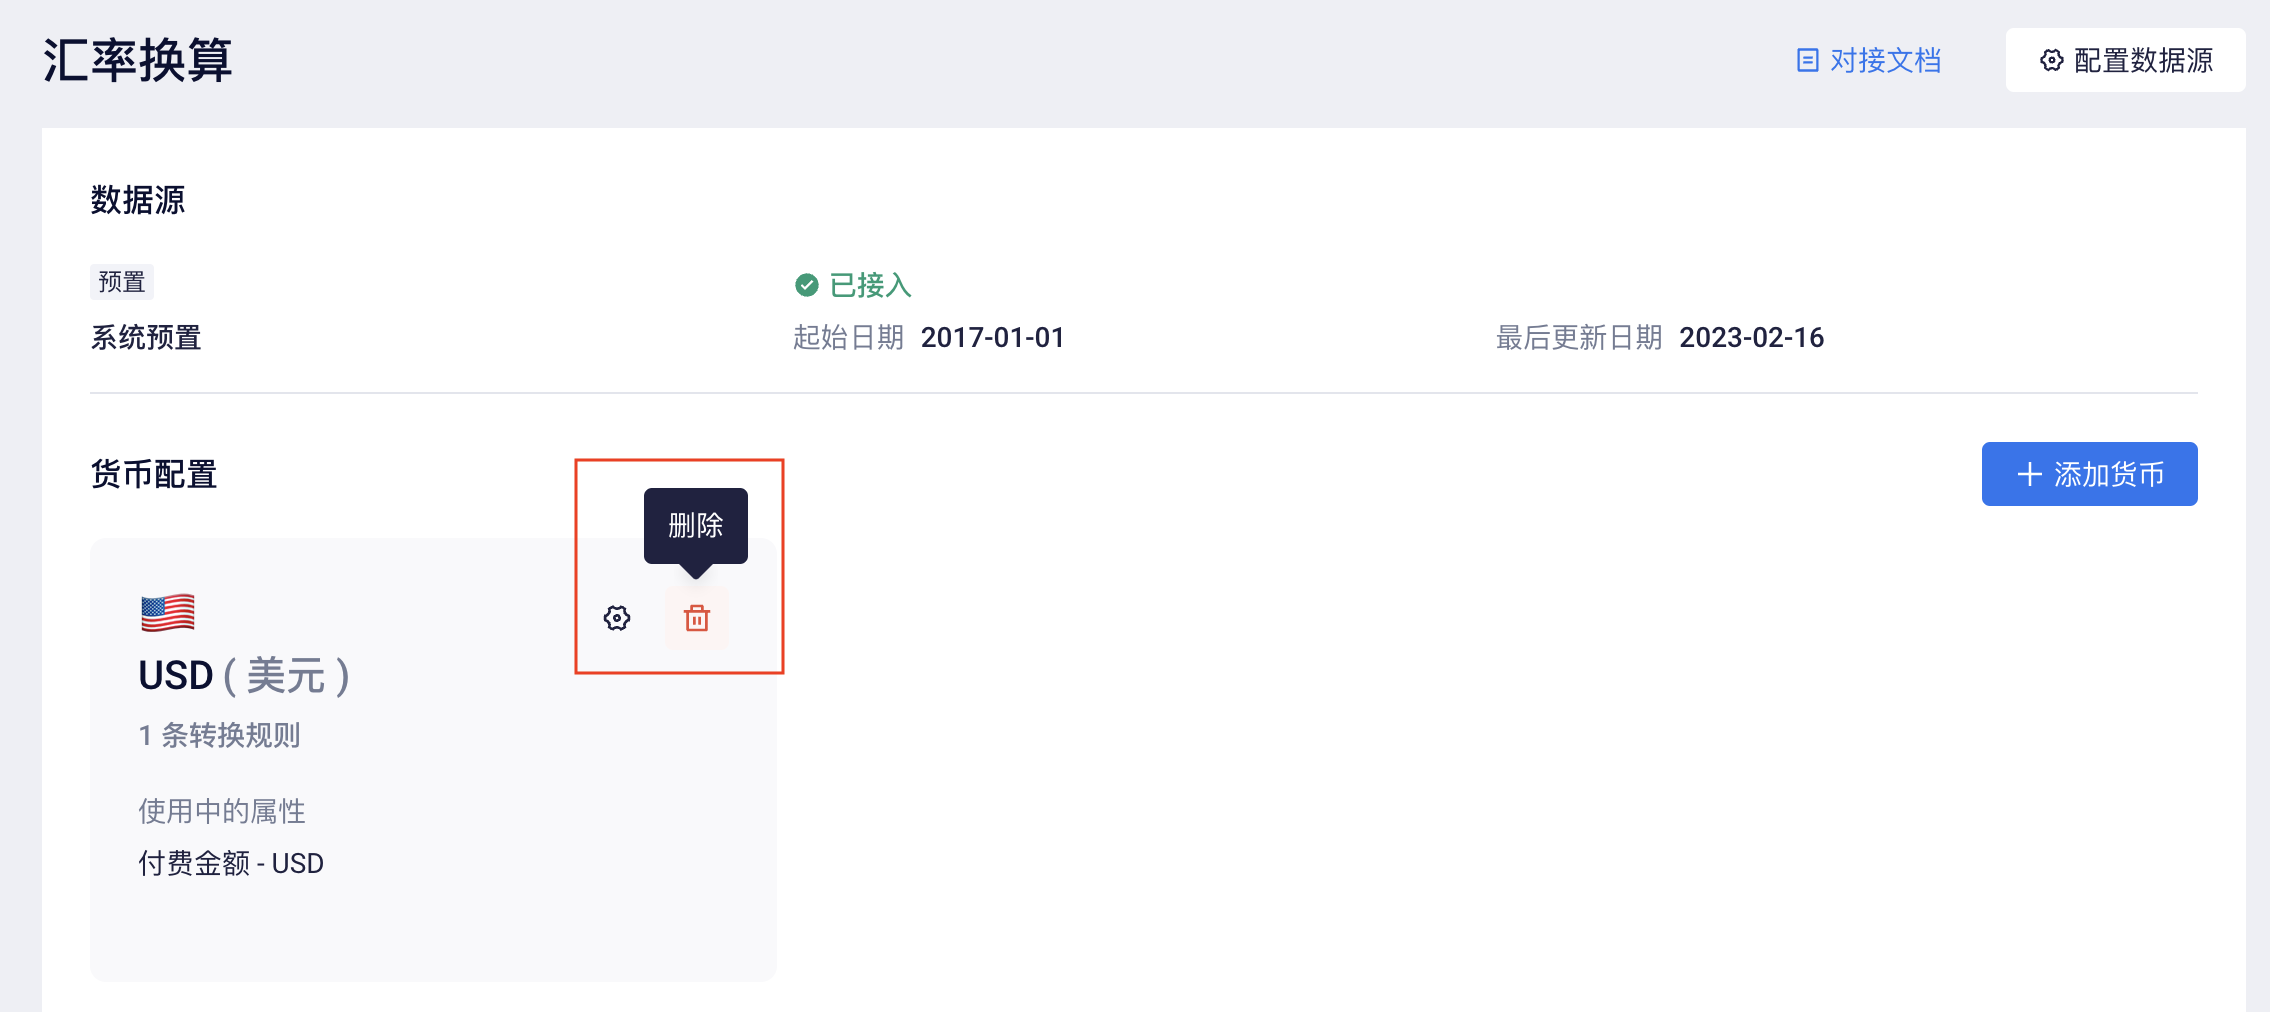 汇率换算
对接文档
配置数据源
数据源
预置
已接入
系统预置
起始日期 2017-01-01
最后更新日期 2023-02-16
货币配置
添加货币
删除
USD ( 美元 )
1 条转换规则
使用中的属性
付费金额 - USD